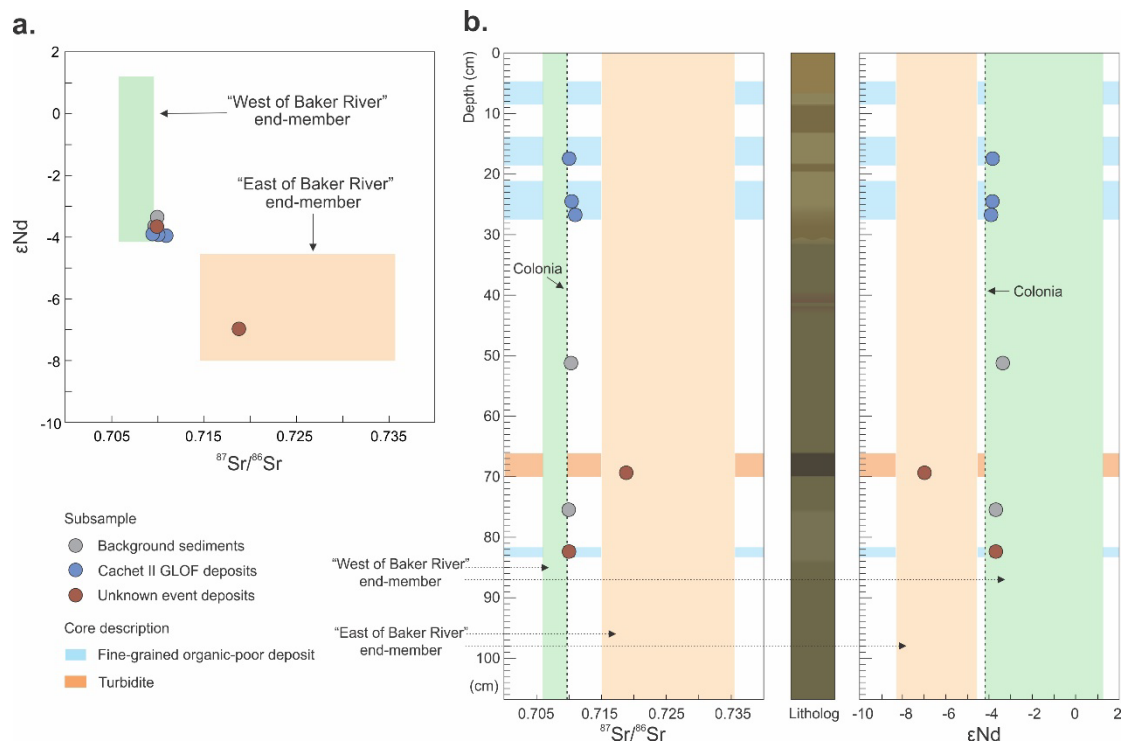 a.
2
0
-2
-4
-6
-8
-10
εNd
"West of Baker River"
end-member
"East of Baker River"
end-member
0.705
0.715
0.725
0.735
⁸⁷Sr/⁸⁶Sr
Subsample
Background sediments
Cachet II GLOF deposits
Unknown event deposits
Core description
Fine-grained organic-poor deposit
Turbidite
b.
0
10
20
30
40
50
60
70
80
90
100
(cm)
Depth (cm)
Colonia
Colonia
"West of Baker River"
end-member
"East of Baker River"
end-member
0.705
0.715
0.725
0.735
⁸⁷Sr/⁸⁶Sr
Litholog
-10
-8
-6
-4
-2
0
2
εNd